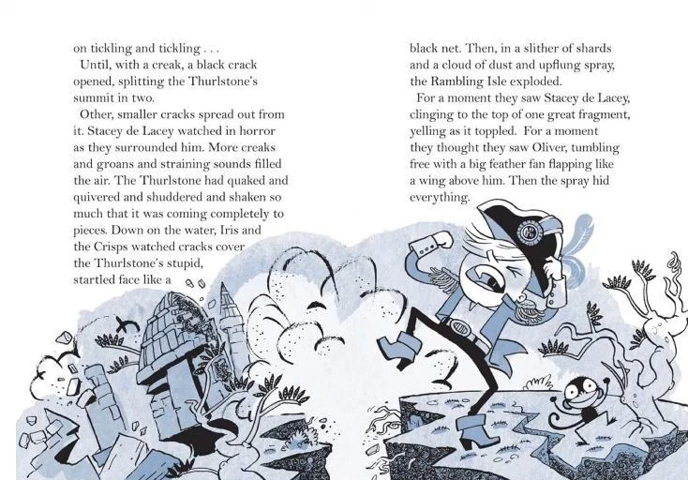 on tickling and tickling . . .
Until, with a creak, a black crack
opened, splitting the Thurlstone's
summit in two.
Other, smaller cracks spread out from
it. Stacey de Lacey watched in horror
as they surrounded him. More creaks
and groans and straining sounds filled
the air. The Thurlstone had quaked and
quivered and shuddered and shaken so
much that it was coming completely to
pieces. Down on the water, Iris and
the Crisps watched cracks cover
the Thurlstone's stupid,
startled face like a
black net. Then, in a slither of shards
and a cloud of dust and upflung spray,
the Rambling Isle exploded.
For a moment they saw Stacey de Lacey,
clinging to the top of one great fragment,
yelling as it toppled. For a moment
they thought they saw Oliver, tumbling
free with a big feather fan flapping like
a wing above him. Then the spray hid
everything.